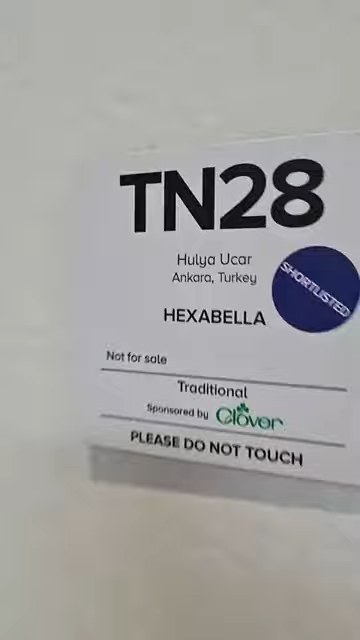 TN28
Hulya Ucar
Ankara, Turkey
SHORTLISTED
HEXABELLA
Not for sale
Traditional
Sponsored by Clover
PLEASE DO NOT TOUCH